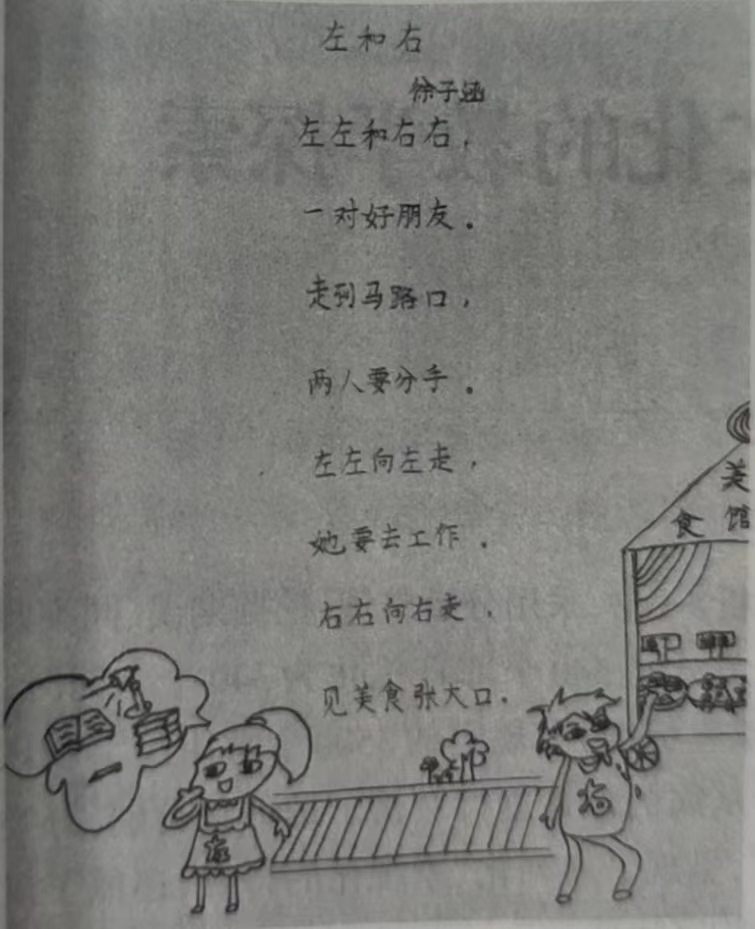 左和右
徐子涵
左左和右右，
一对好朋友。
走到马路口，
两人要分手。
左左向左走，
她要去工作。
右右向右走，
见美食张大口。
美
食馆
左
右